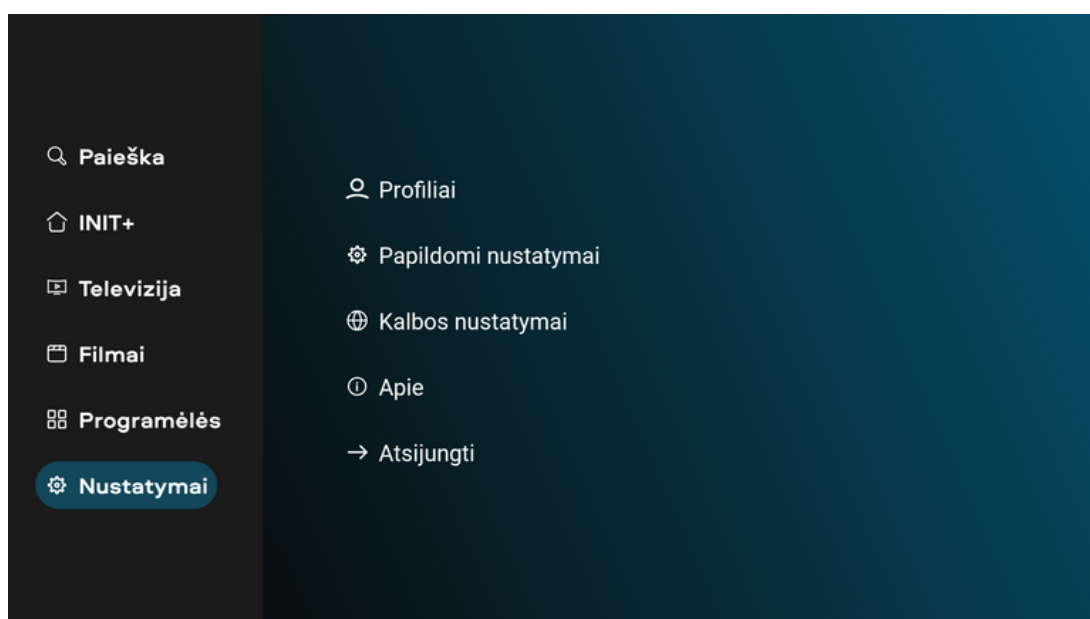 Paieška
INIT+
Televizija
Filmai
Programėlės
Nustatymai
Profiliai
Papildomi nustatymai
Kalbos nustatymai
Apie
Atsijungti